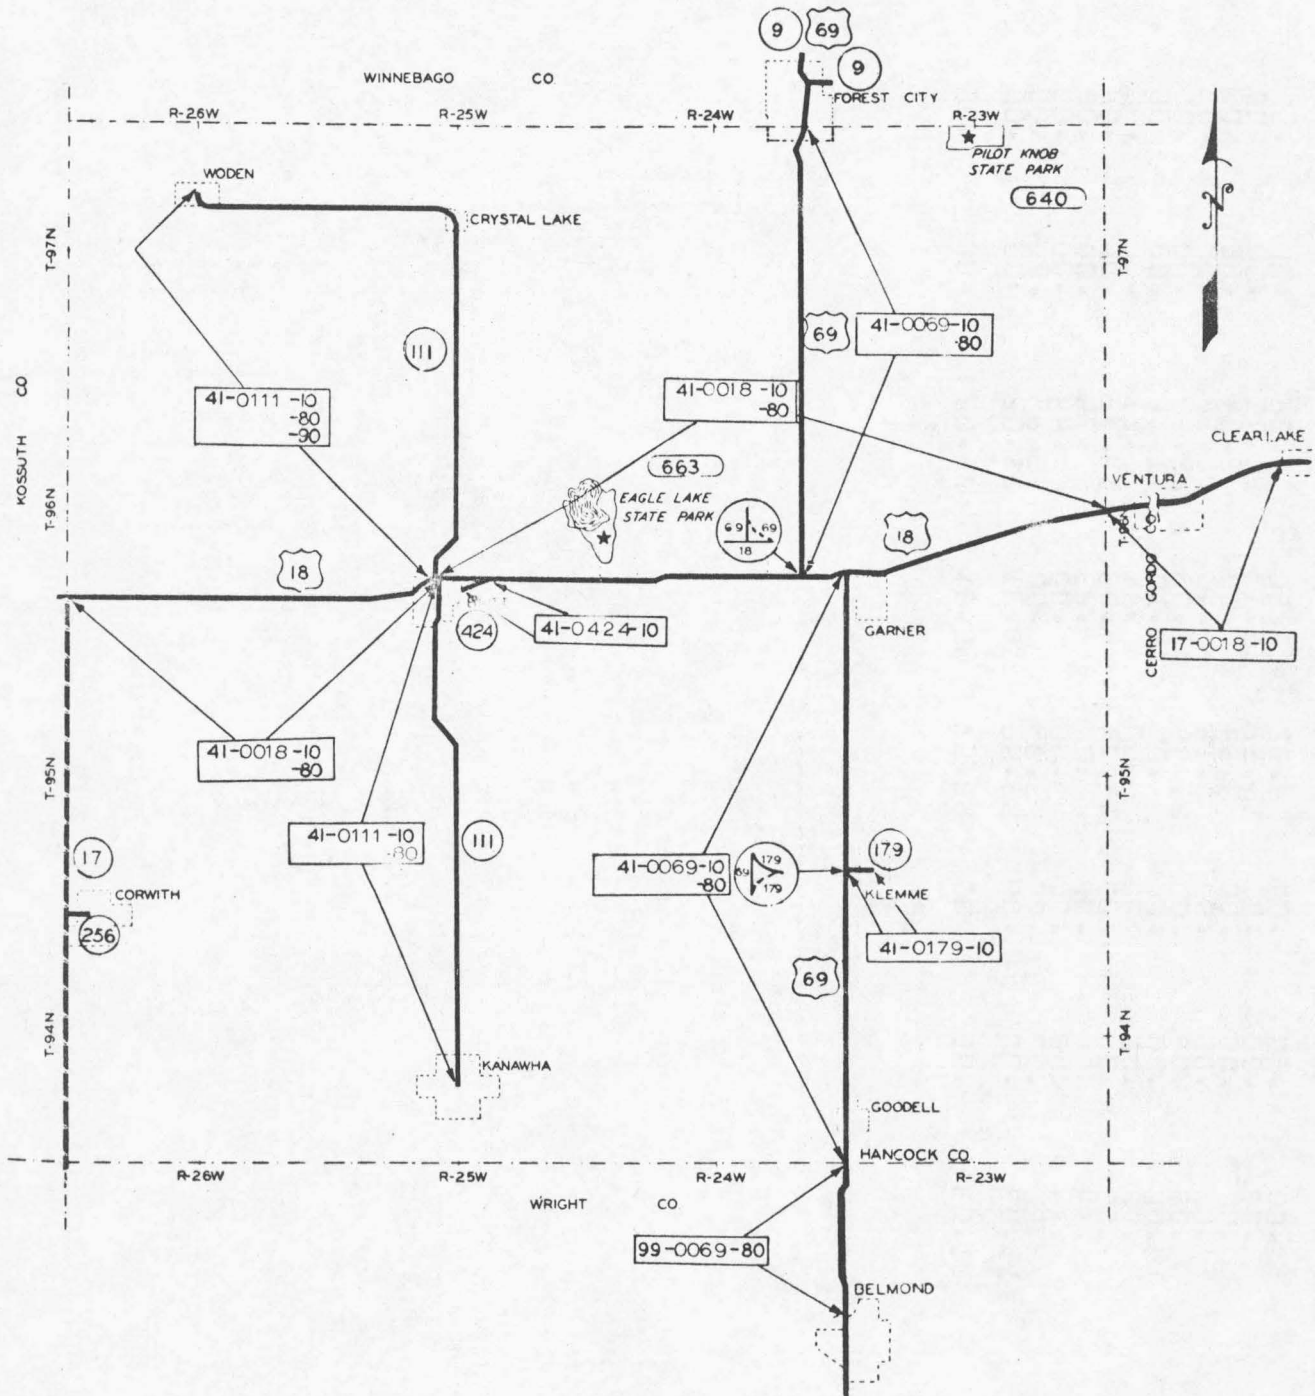 9 69
9
WINNEBAGO CO
FOREST CITY
R-26W R-25W R-24W R-23W
PILOT KNOB
STATE PARK
640
N
WODEN
CRYSTAL LAKE
T-97N
T-97N
111
69
41-0069-10
-80
KOSSUTH CO
41-0111-10
-80
-90
41-0018-10
-80
663
EAGLE LAKE
STATE PARK
CLEAR LAKE
VENTURA
T-96N
T-96N
69 69
18
18
18
CERRO GORDO CO
424
41-0424-10
GARNER
17-0018-10
41-0018-10
-80
T-95N
T-95N
41-0111-10
-80
111
17
CORWITH
256
41-0069-10
-80
69 179
179
179
KLEMME
41-0179-10
69
T-94N
T-94N
KANAWHA
GOODELL
HANCOCK CO
R-26W R-25W R-24W R-23W
WRIGHT CO
99-0069-80
BELMOND